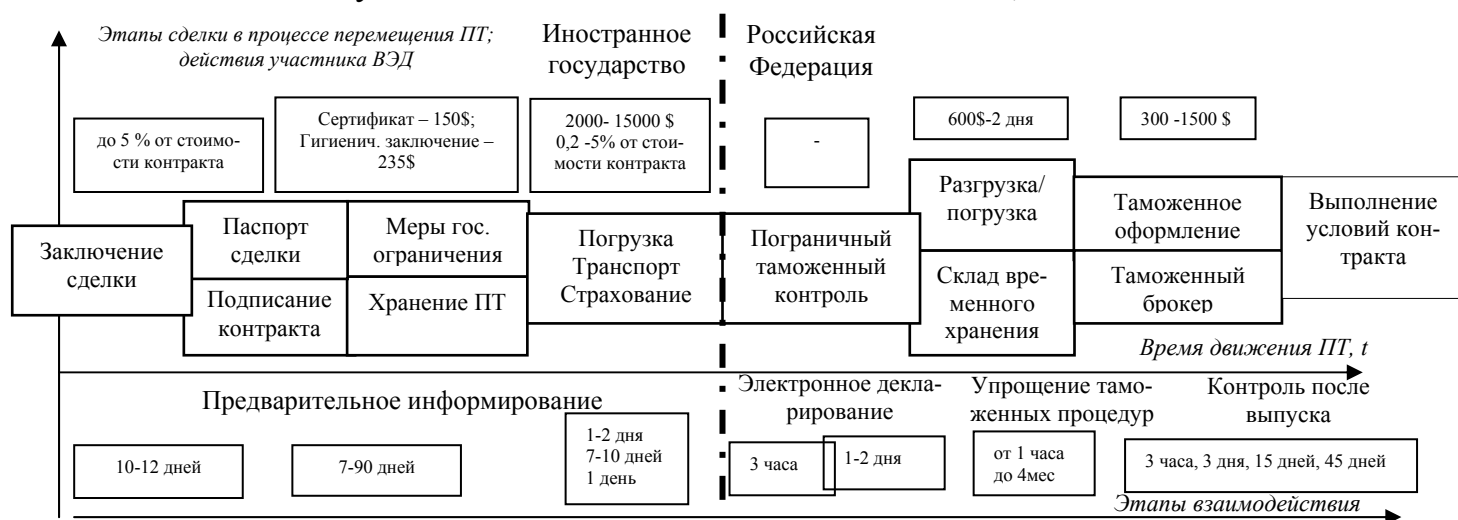 Этапы сделки в процессе перемещения ПТ;
действия участника ВЭД
Иностранное
государство
Российская
Федерация
до 5 % от стоимо-
сти контракта
Сертификат – 150$;
Гигиенич. заключение –
235$
2000- 15000 $
0,2 -5% от стои-
мости контракта
-
600$-2 дня
300 -1500 $
Заключение
сделки
Паспорт
сделки
Подписание
контракта
Меры гос.
ограничения
Хранение ПТ
Погрузка
Транспорт
Страхование
Пограничный
таможенный
контроль
Разгрузка/
погрузка
Склад вре-
менного
хранения
Таможенное
оформление
Таможенный
брокер
Выполнение
условий кон-
тракта
Время движения ПТ, t
Предварительное информирование
Электронное декла-
рирование
Упрощение тамо-
женных процедур
Контроль после
выпуска
10-12 дней
7-90 дней
1-2 дня
7-10 дней
1 день
3 часа
1-2 дня
от 1 часа
до 4мес
3 часа, 3 дня, 15 дней, 45 дней
Этапы взаимодействия